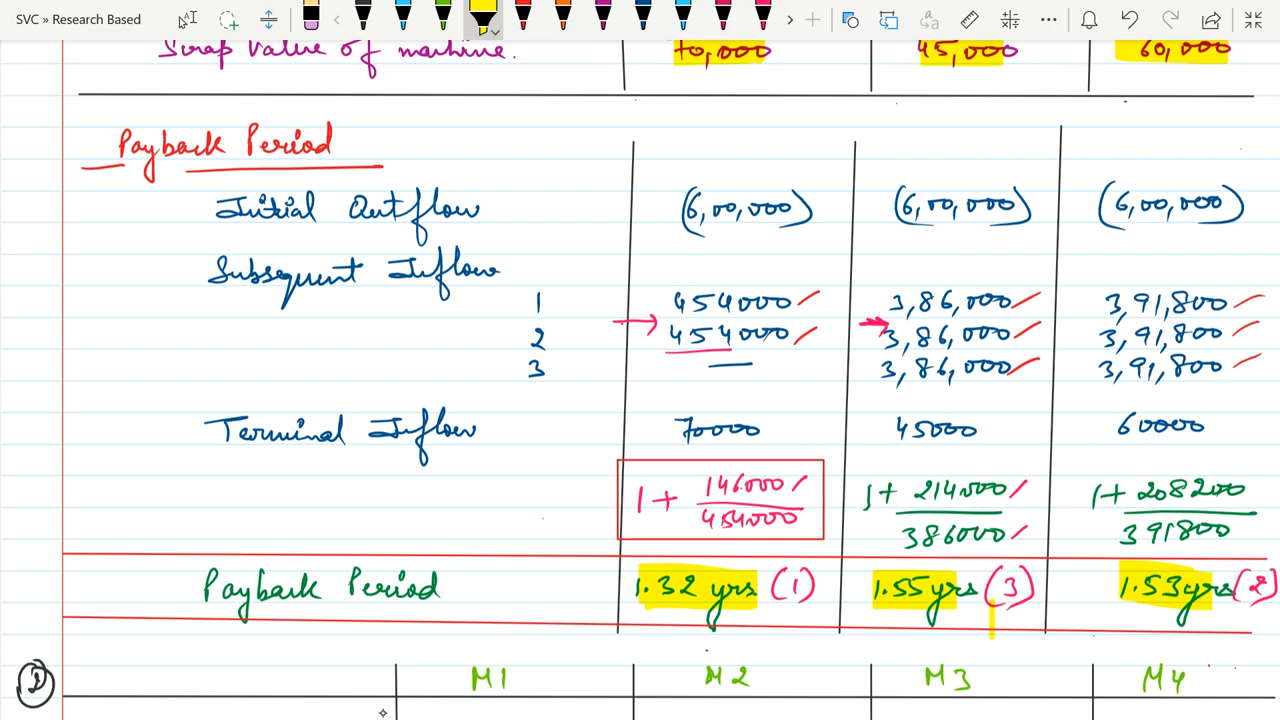 SVC » Research Based
Scrap Value of machine. 70,000 45,000 60,000
Payback Period
Initial Outflow (6,00,000) (6,00,000) (6,00,000)
Subsequent Inflow
1 454000 3,86,000 3,91,800
2 454000 3,86,000 3,91,800
3 — 3,86,000 3,91,800
Terminal Inflow 70000 45000 60000
1 + 146000/454000 1 + 214000/386000 1 + 208200/391800
Payback Period 1.32 yrs (1) 1.55 yrs (3) 1.53 yrs (2)
2 M1 M2 M3 M4